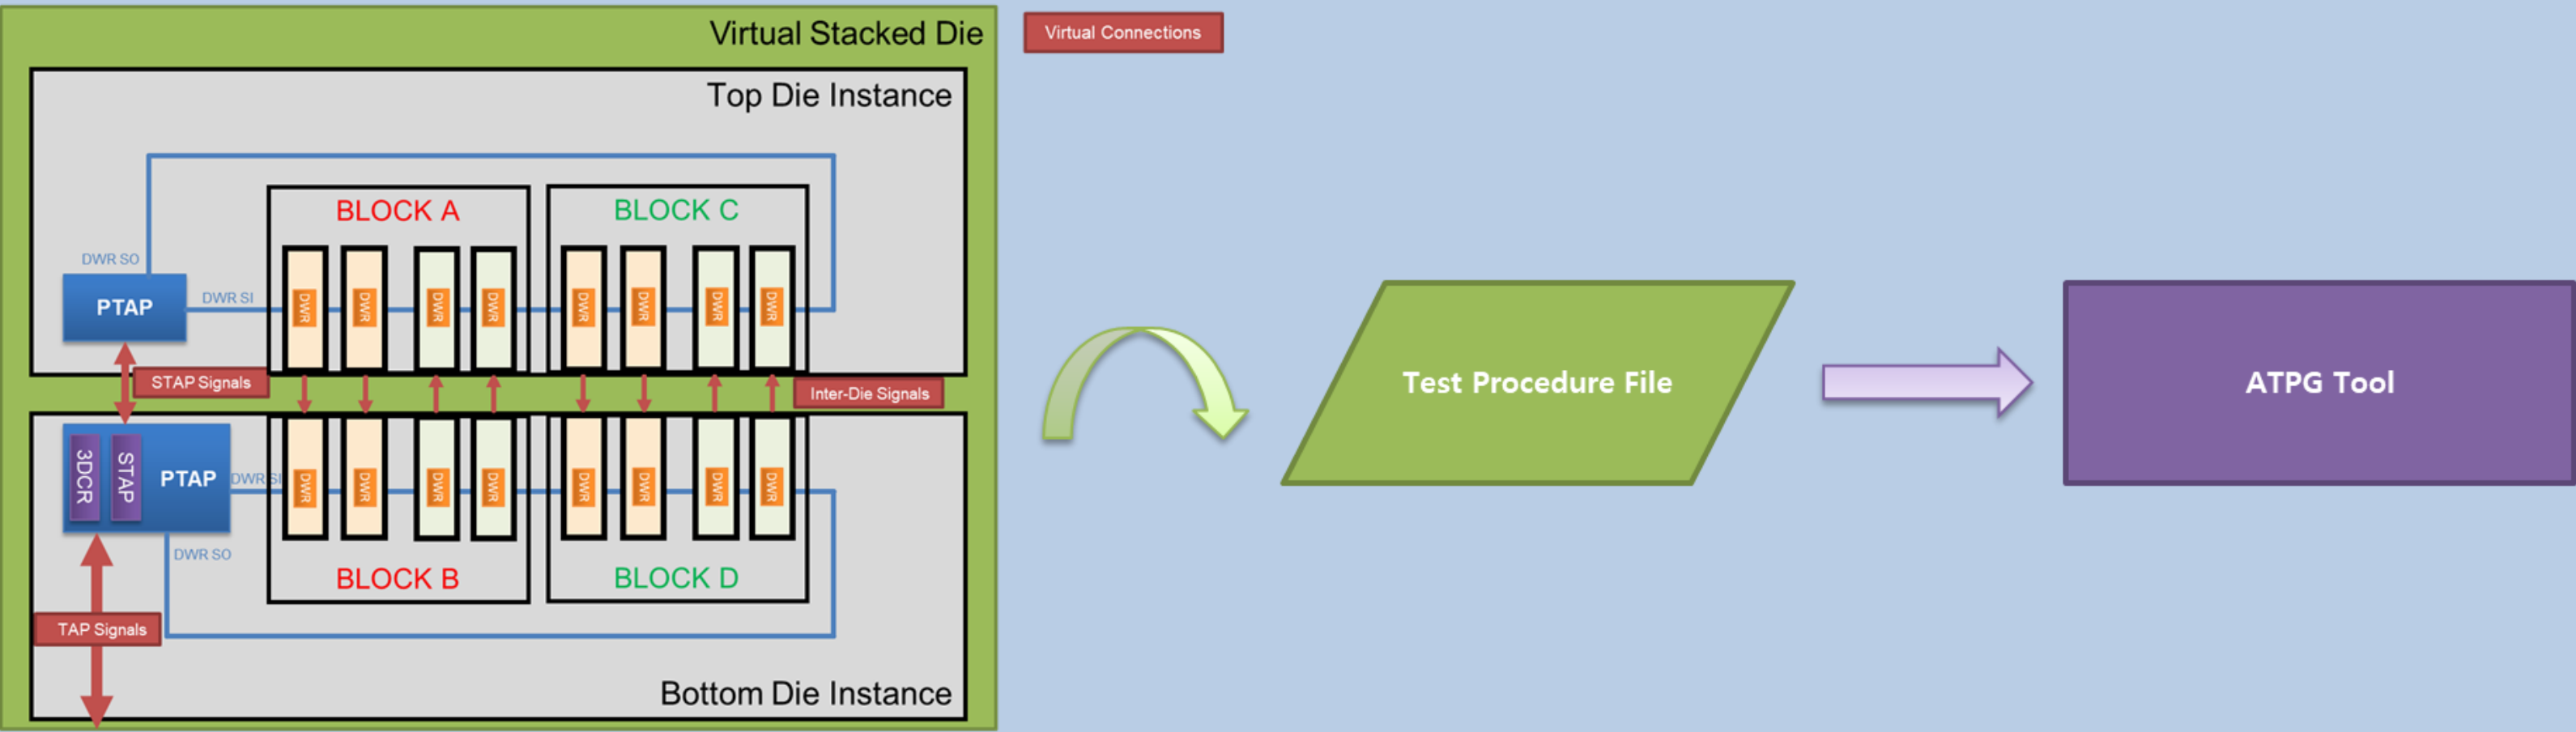 Virtual Stacked Die
Virtual Connections
Top Die Instance
BLOCK A
BLOCK C
DWR SO
PTAP
DWR SI
DWR
DWR
DWR
DWR
DWR
DWR
DWR
DWR
STAP Signals
Inter-Die Signals
3DCR
STAP
PTAP
DWR SI
DWR
DWR
DWR
DWR
DWR
DWR
DWR
DWR
DWR SO
BLOCK B
BLOCK D
TAP Signals
Bottom Die Instance
Test Procedure File
ATPG Tool